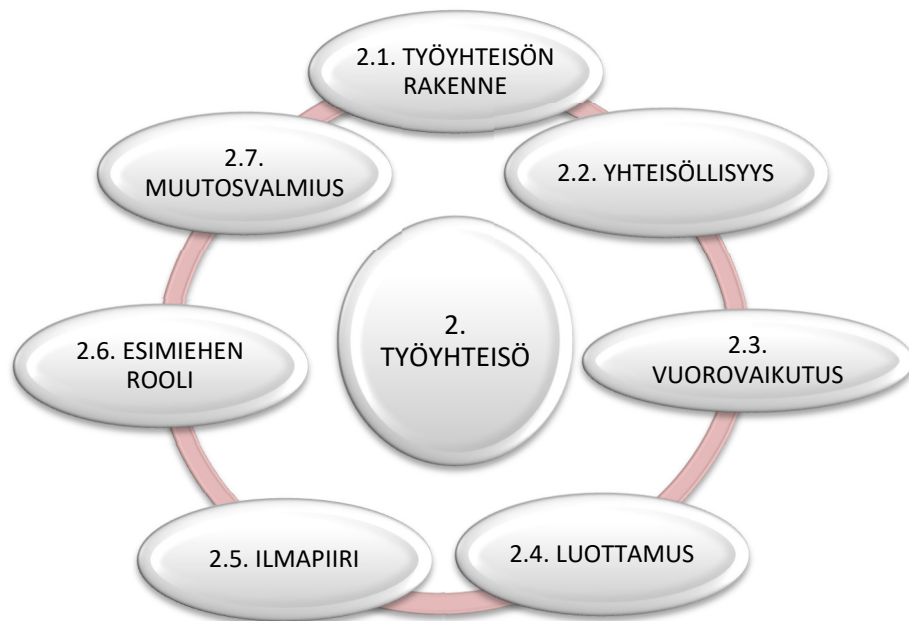 2.1. TYÖYHTEISÖN
RAKENNE
2.2. YHTEISÖLLISYYS
2.3.
VUOROVAIKUTUS
2.4. LUOTTAMUS
2.5. ILMAPIIRI
2.6. ESIMIEHEN
ROOLI
2.7.
MUUTOSVALMIUS
2.
TYÖYHTEISÖ